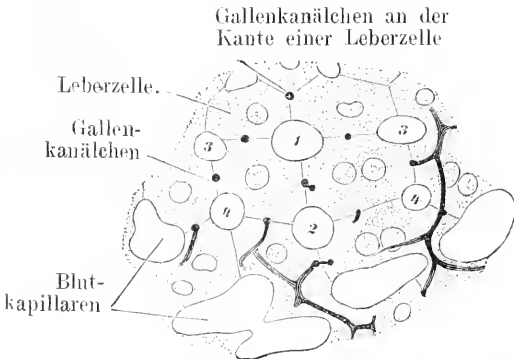 Gallenkanälchen an der
Kante einer Leberzelle
Leberzelle.
Gallen-
kanälchen
3
1
3
4
4
2
Blut-
kapillaren